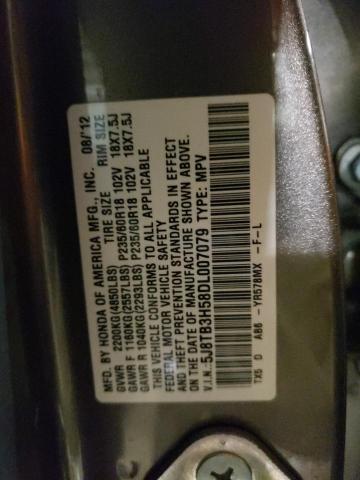 MFD. BY HONDA OF AMERICA MFG., INC. 08/'12
TIRE SIZE RIM SIZE
GVWR 2200KG(4850LBS)
GAWR F 1160KG(2557LBS) P235/60R18 102V 18X7.5J
GAWR R 1040KG(2293LBS) P235/60R18 102V 18X7.5J
THIS VEHICLE CONFORMS TO ALL APPLICABLE
FEDERAL MOTOR VEHICLE SAFETY
AND THEFT PREVENTION STANDARDS IN EFFECT
ON THE DATE OF MANUFACTURE SHOWN ABOVE.
V.I.N.: 5J8TB3H58DL007079 TYPE: MPV
TX5 D AB6 -YR578MX -F-L